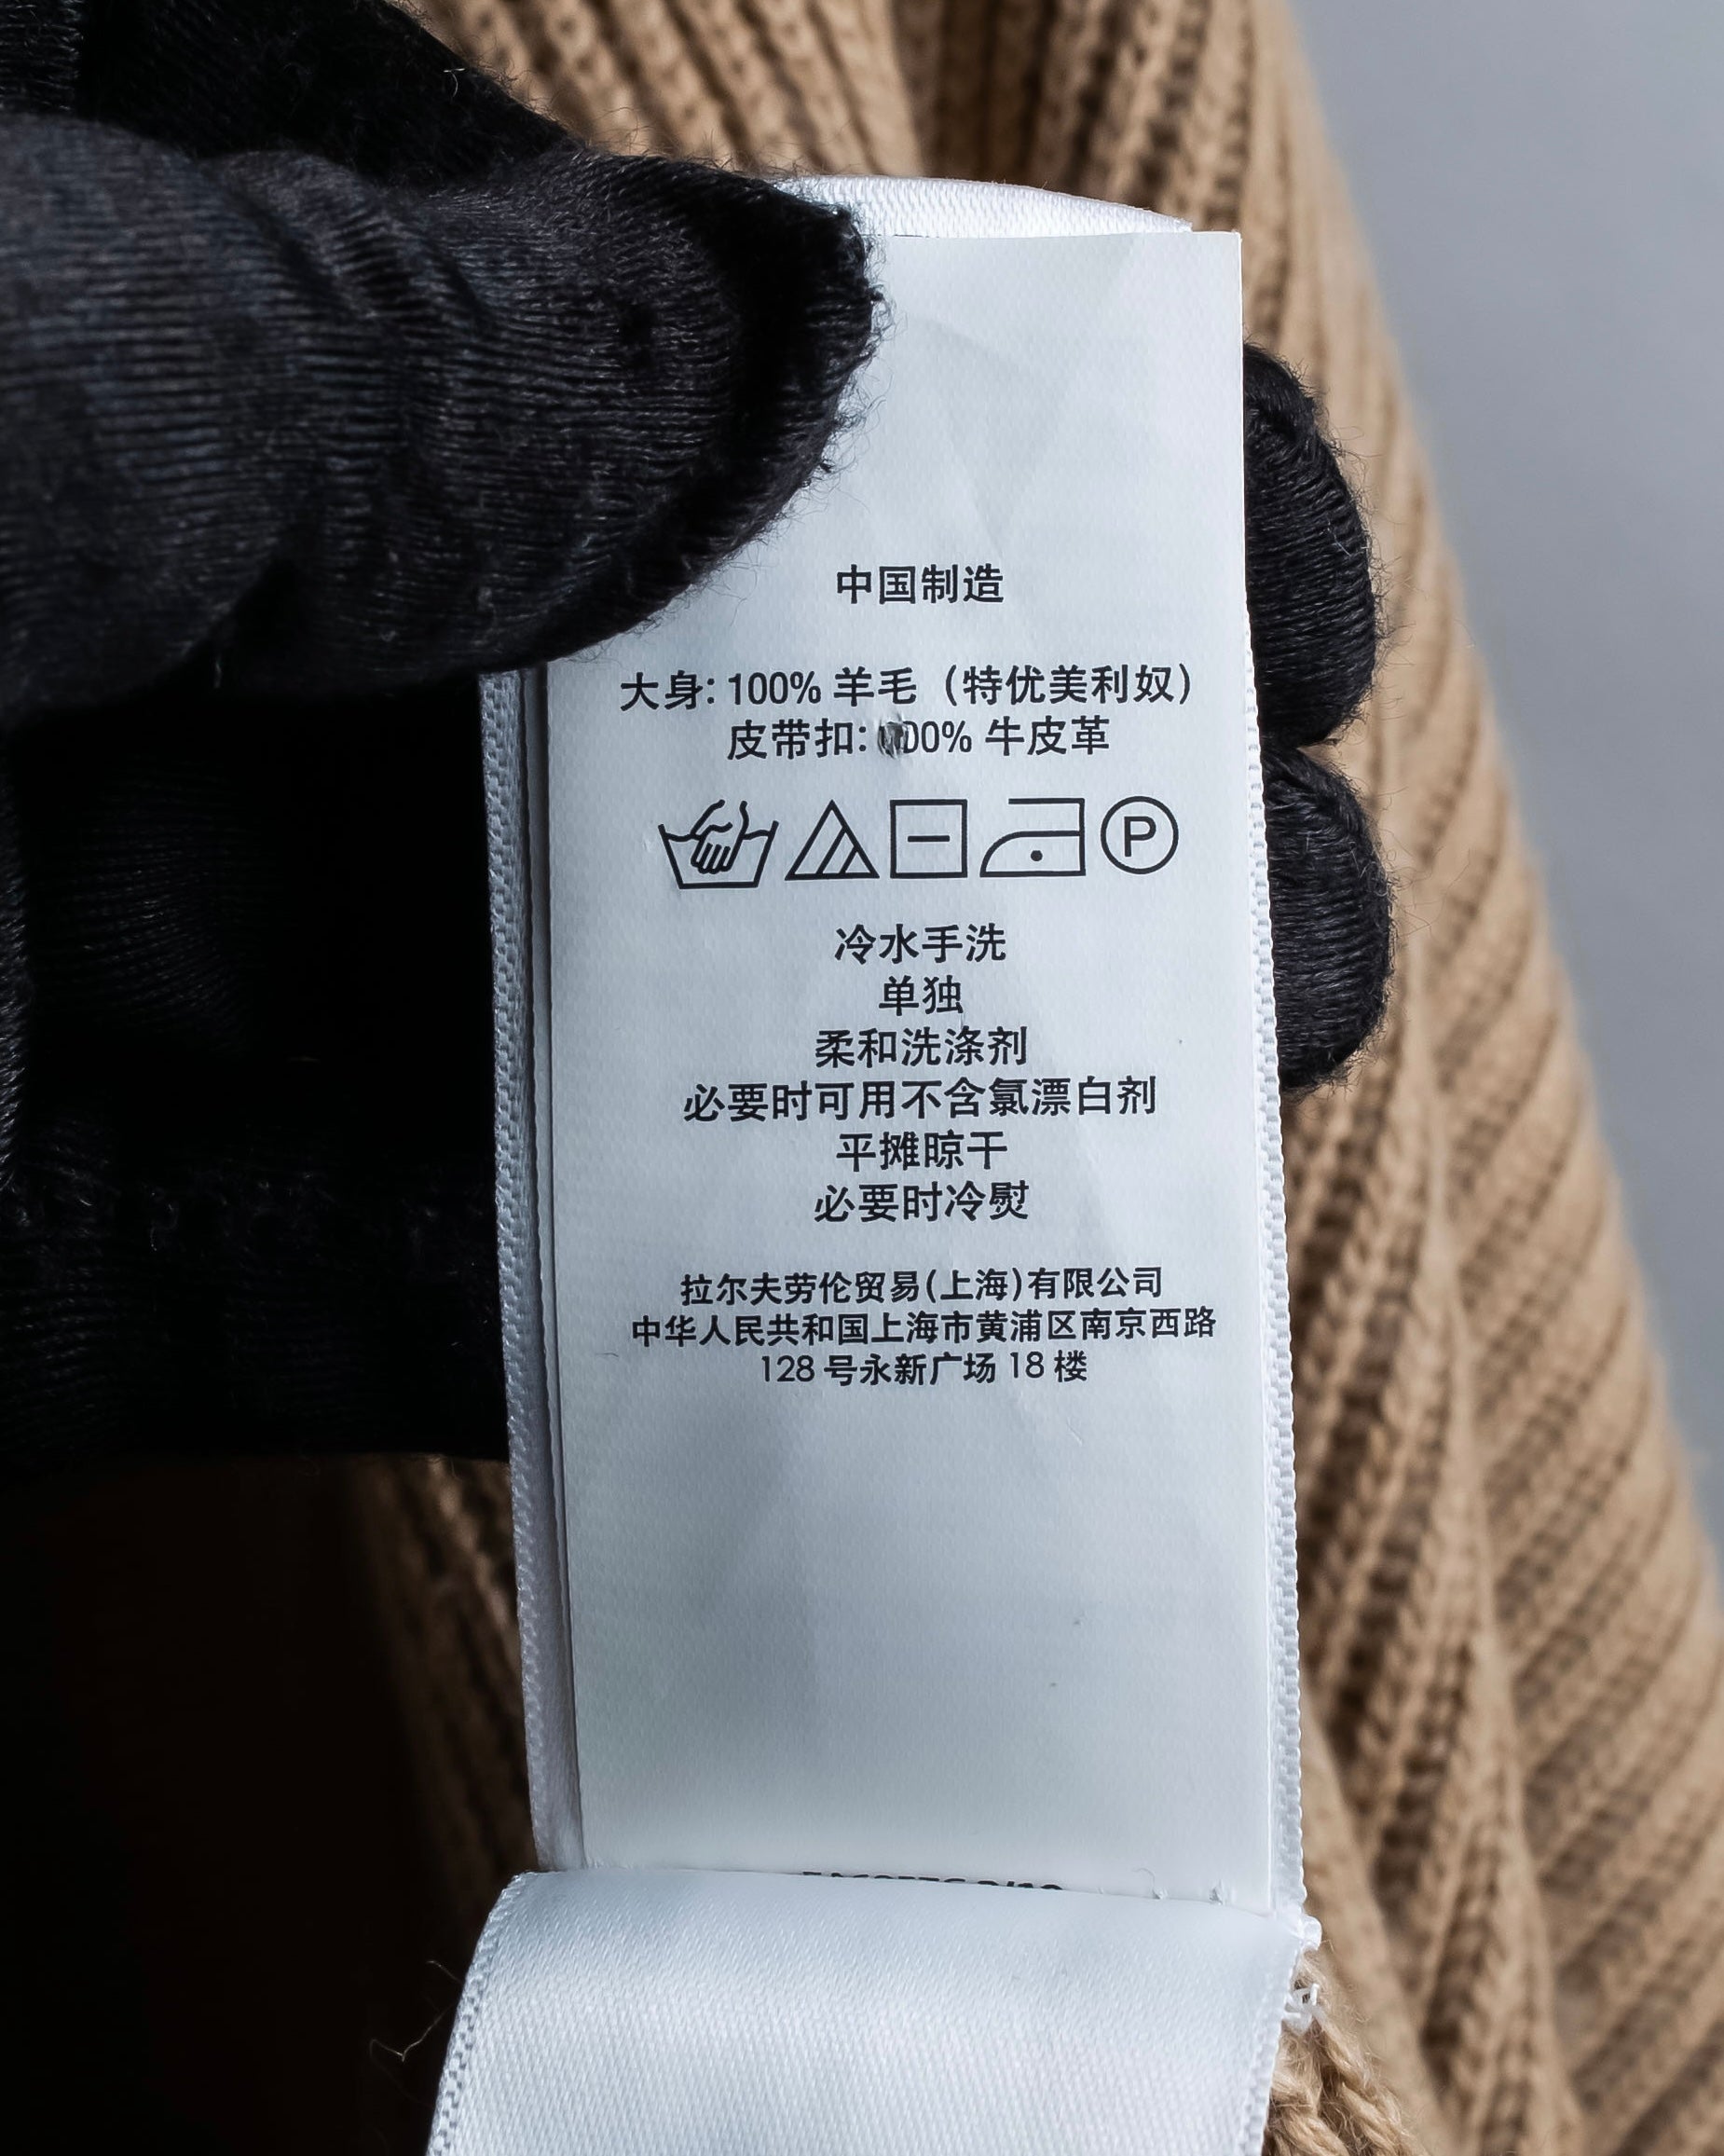 中国制造
大身: 100% 羊毛（特优美利奴）
皮带扣: 100% 牛皮革
P
冷水手洗
单独
柔和洗涤剂
必要时可用不含氯漂白剂
平摊晾干
必要时冷熨
拉尔夫劳伦贸易(上海)有限公司
中华人民共和国上海市黄浦区南京西路
128 号永新广场 18 楼